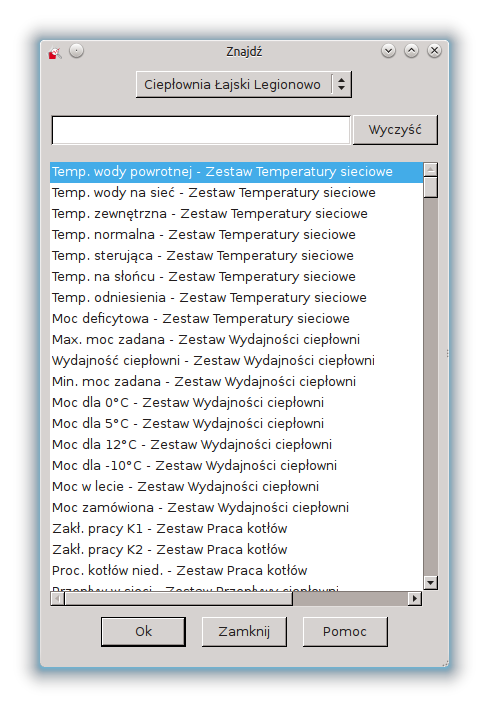 Znajdź
Ciepłownia Łajski Legionowo
Wyczyść
Temp. wody powrotnej - Zestaw Temperatury sieciowe
Temp. wody na sieć - Zestaw Temperatury sieciowe
Temp. zewnętrzna - Zestaw Temperatury sieciowe
Temp. normalna - Zestaw Temperatury sieciowe
Temp. sterująca - Zestaw Temperatury sieciowe
Temp. na słońcu - Zestaw Temperatury sieciowe
Temp. odniesienia - Zestaw Temperatury sieciowe
Moc deficytowa - Zestaw Temperatury sieciowe
Max. moc zadana - Zestaw Wydajności ciepłowni
Wydajność ciepłowni - Zestaw Wydajności ciepłowni
Min. moc zadana - Zestaw Wydajności ciepłowni
Moc dla 0°C - Zestaw Wydajności ciepłowni
Moc dla 5°C - Zestaw Wydajności ciepłowni
Moc dla 12°C - Zestaw Wydajności ciepłowni
Moc dla -10°C - Zestaw Wydajności ciepłowni
Moc w lecie - Zestaw Wydajności ciepłowni
Moc zamówiona - Zestaw Wydajności ciepłowni
Zakł. pracy K1 - Zestaw Praca kotłów
Zakł. pracy K2 - Zestaw Praca kotłów
Proc. kotłów nied. - Zestaw Praca kotłów
Przepływ w sieci - Zestaw Przepływy ciepłowni
Ok
Zamknij
Pomoc